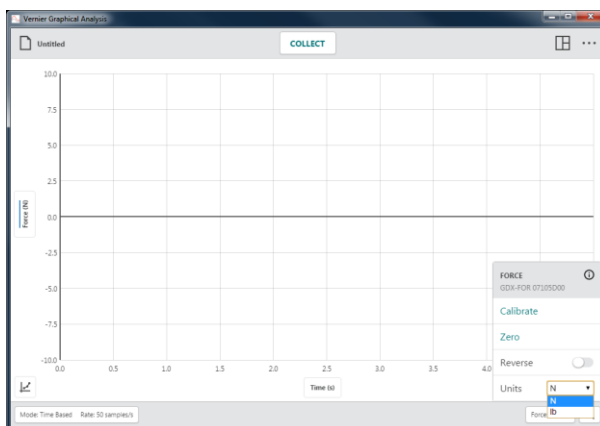 Vernier Graphical Analysis
Untitled
COLLECT
...
10.0
7.5
5.0
2.5
0.0
-2.5
-5.0
-7.5
-10.0
Force (N)
0.0 0.5 1.0 1.5 2.0 2.5 3.0 3.5 4.0
Time (s)
FORCE
GDX-FOR 07105D00
Calibrate
Zero
Reverse
Units N
N
lb
Mode: Time Based Rate: 50 samples/s
Force